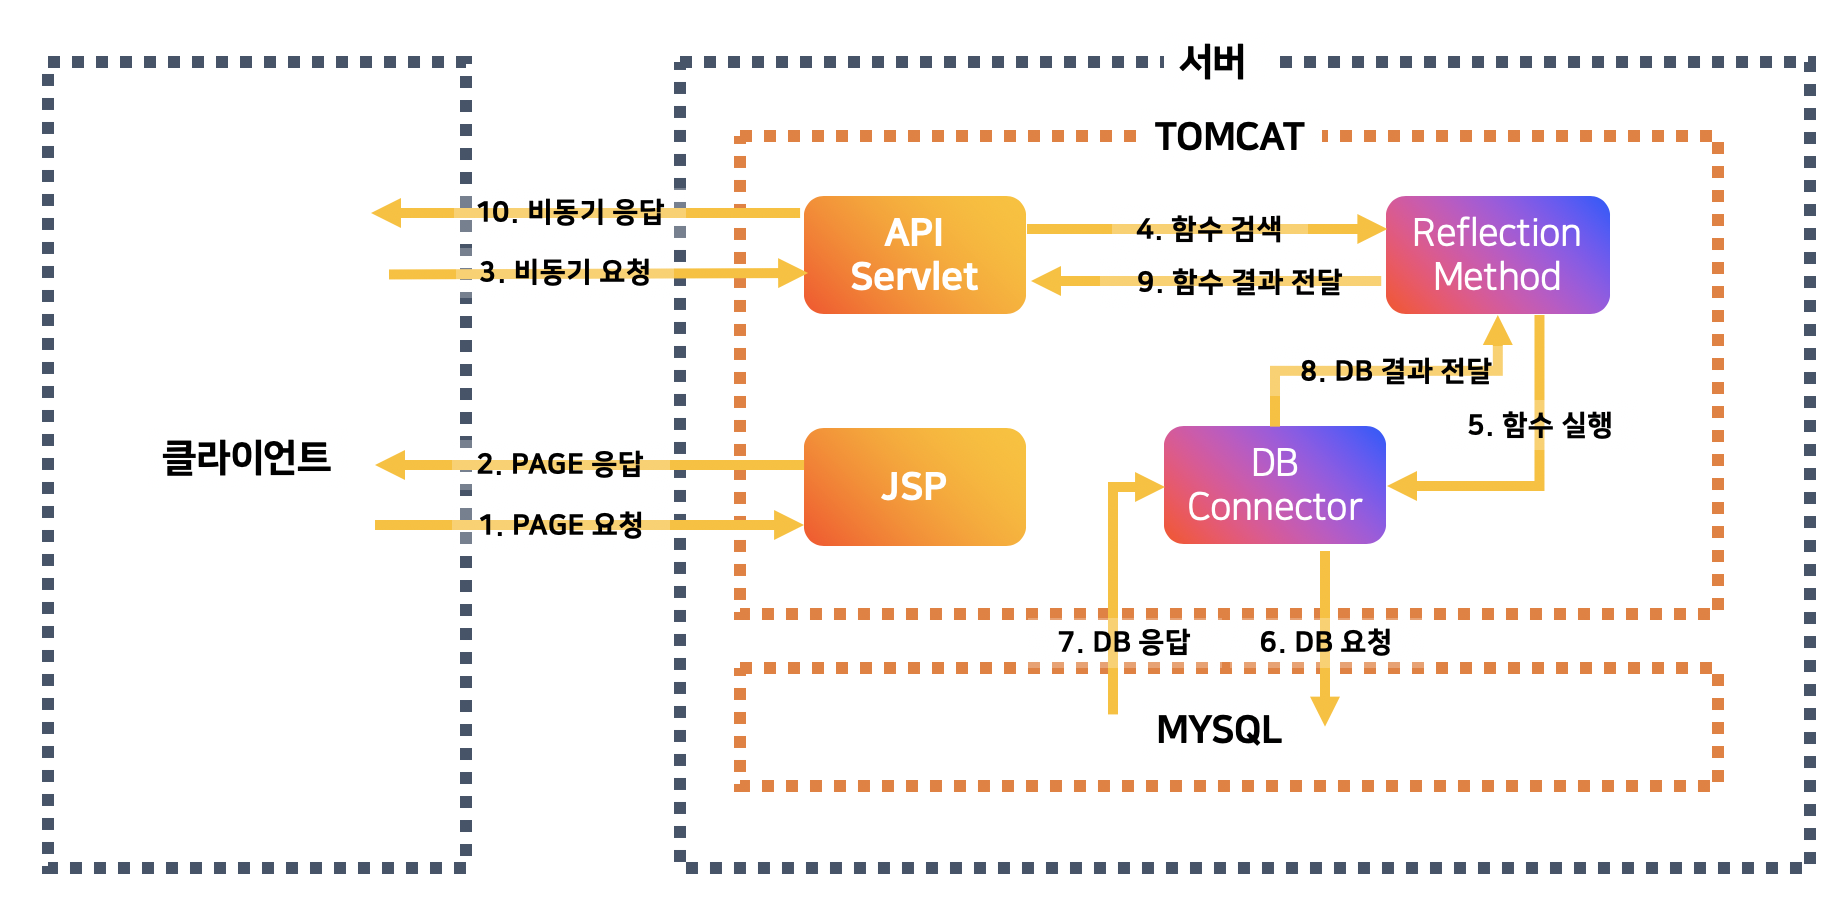 서버
TOMCAT
10. 비동기 응답
3. 비동기 요청
API
Servlet
4. 함수 검색
9. 함수 결과 전달
Reflection
Method
8. DB 결과 전달
5. 함수 실행
클라이언트
2. PAGE 응답
1. PAGE 요청
JSP
DB
Connector
7. DB 응답
6. DB 요청
MYSQL